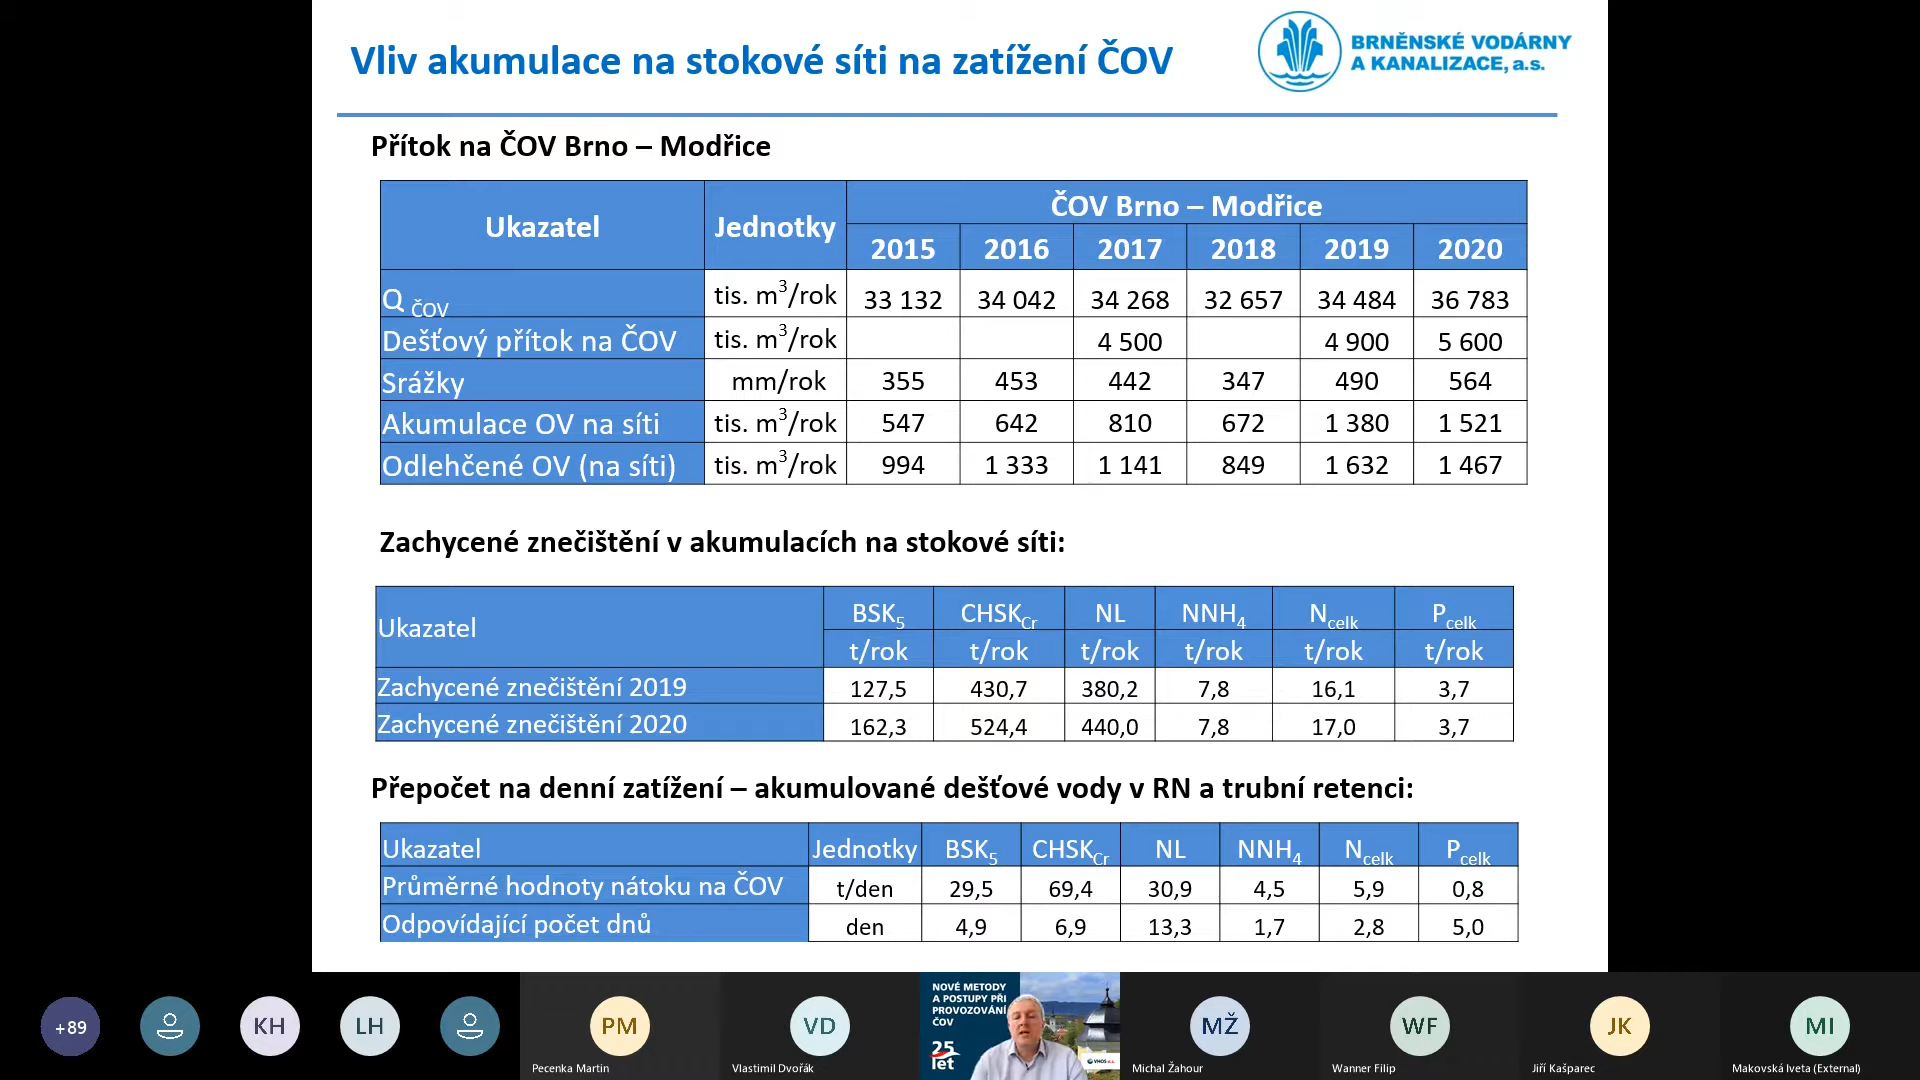 Vliv akumulace na stokové síti na zatížení ČOV
BRNĚNSKÉ VODÁRNY
A KANALIZACE, a.s.
Přítok na ČOV Brno – Modřice
Ukazatel Jednotky ČOV Brno – Modřice
2015 2016 2017 2018 2019 2020
Q ČOV tis. m3/rok 33 132 34 042 34 268 32 657 34 484 36 783
Dešťový přítok na ČOV tis. m3/rok 4 500 4 900 5 600
Srážky mm/rok 355 453 442 347 490 564
Akumulace OV na síti tis. m3/rok 547 642 810 672 1 380 1 521
Odlehčené OV (na síti) tis. m3/rok 994 1 333 1 141 849 1 632 1 467
Zachycené znečištění v akumulacích na stokové síti:
Ukazatel BSK5 CHSKCr NL NNH4 Ncelk Pcelk
t/rok t/rok t/rok t/rok t/rok t/rok
Zachycené znečištění 2019 127,5 430,7 380,2 7,8 16,1 3,7
Zachycené znečištění 2020 162,3 524,4 440,0 7,8 17,0 3,7
Přepočet na denní zatížení – akumulované dešťové vody v RN a trubní retenci:
Ukazatel Jednotky BSK5 CHSKCr NL NNH4 Ncelk Pcelk
Průměrné hodnoty nátoku na ČOV t/den 29,5 69,4 30,9 4,5 5,9 0,8
Odpovídající počet dnů den 4,9 6,9 13,3 1,7 2,8 5,0
NOVÉ METODY
A POSTUPY PŘI
PROVOZOVÁNÍ
ČOV
25
let
VHOS a.s.
+89 KH LH PM VD MŽ WF JK MI
Pecenka Martin Vlastimil Dvořák Michal Žahour Wanner Filip Jiří Kašparec Makovská Iveta (External)